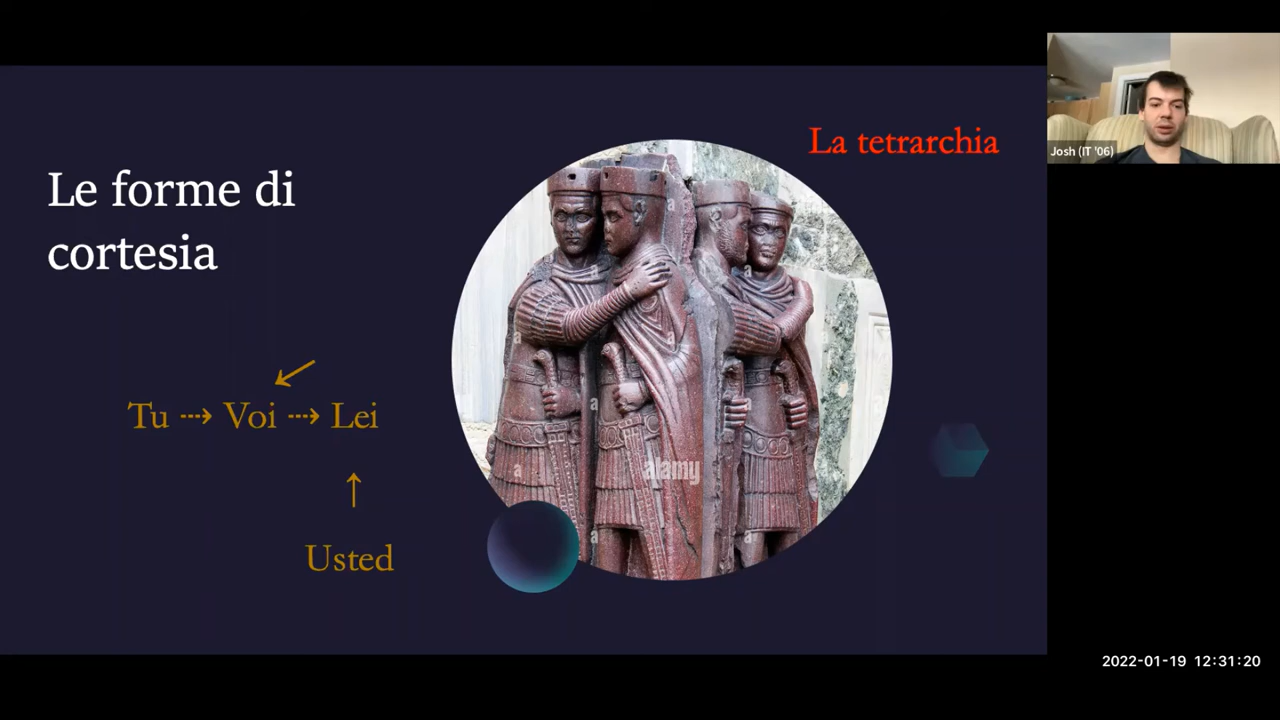 La tetrarchia
Le forme di
cortesia
Tu ⇢ Voi ⇢ Lei
Usted
a
a
a
a
a
alamy
a
a
a
Josh (IT '06)
2022-01-19 12:31:20